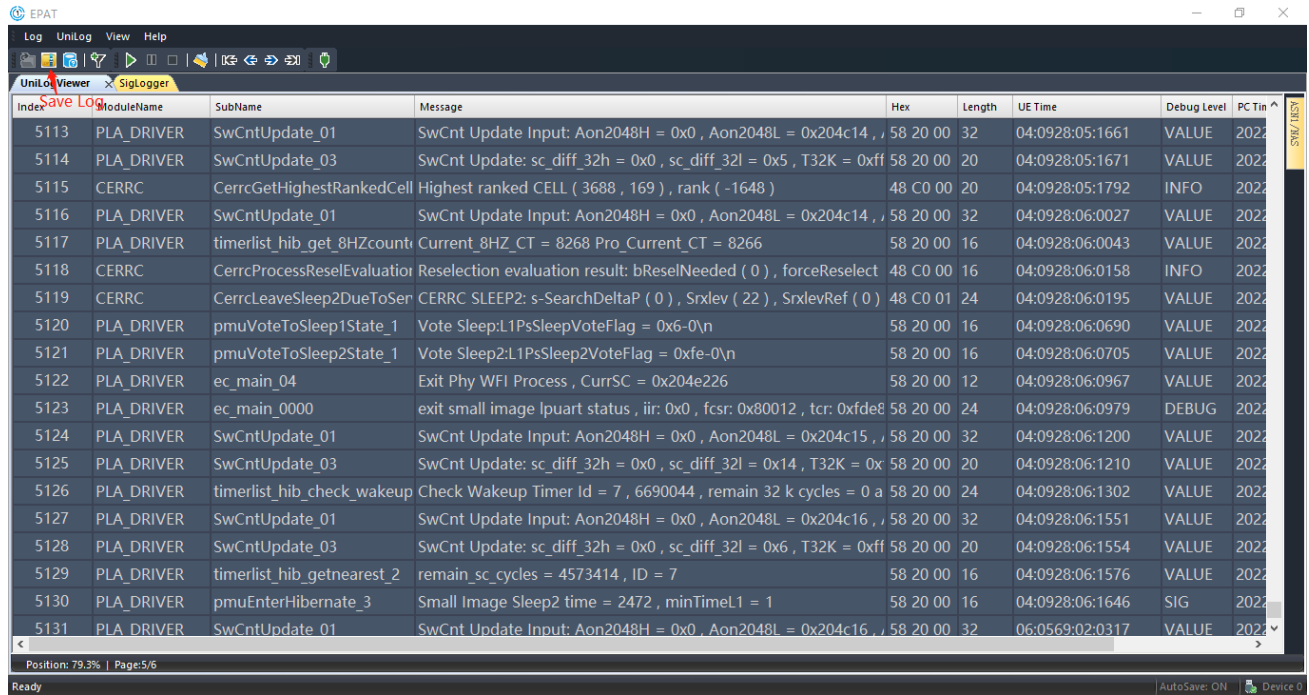 EPAT
Log UniLog View Help
UniLogViewer SigLogger
Save Log
Index ModuleName SubName Message Hex Length UE Time Debug Level PC Tin
ASN1/NAS
5113 PLA_DRIVER SwCntUpdate_01 SwCnt Update Input: Aon2048H = 0x0 , Aon2048L = 0x204c14 , 58 20 00 32 04:0928:05:1661 VALUE 2022
5114 PLA_DRIVER SwCntUpdate_03 SwCnt Update: sc_diff_32h = 0x0 , sc_diff_32l = 0x5 , T32K = 0xff 58 20 00 20 04:0928:05:1671 VALUE 2022
5115 CERRC CerrcGetHighestRankedCell Highest ranked CELL ( 3688 , 169 ) , rank ( -1648 ) 48 C0 00 20 04:0928:05:1792 INFO 2022
5116 PLA_DRIVER SwCntUpdate_01 SwCnt Update Input: Aon2048H = 0x0 , Aon2048L = 0x204c14 , 58 20 00 32 04:0928:06:0027 VALUE 2022
5117 PLA_DRIVER timerlist_hib_get_8HZcounte Current_8HZ_CT = 8268 Pro_Current_CT = 8266 58 20 00 16 04:0928:06:0043 VALUE 2022
5118 CERRC CerrcProcessReselEvaluation Reselection evaluation result: bReselNeeded ( 0 ) , forceReselect 48 C0 00 16 04:0928:06:0158 INFO 2022
5119 CERRC CerrcLeaveSleep2DueToSer CERRC SLEEP2: s-SearchDeltaP ( 0 ) , Srxlev ( 22 ) , SrxlevRef ( 0 ) 48 C0 01 24 04:0928:06:0195 VALUE 2022
5120 PLA_DRIVER pmuVoteToSleep1State_1 Vote Sleep:L1PsSleepVoteFlag = 0x6-0\n 58 20 00 16 04:0928:06:0690 VALUE 2022
5121 PLA_DRIVER pmuVoteToSleep2State_1 Vote Sleep2:L1PsSleep2VoteFlag = 0xfe-0\n 58 20 00 16 04:0928:06:0705 VALUE 2022
5122 PLA_DRIVER ec_main_04 Exit Phy WFI Process , CurrSC = 0x204e226 58 20 00 12 04:0928:06:0967 VALUE 2022
5123 PLA_DRIVER ec_main_0000 exit small image lpuart status , iir: 0x0 , fcsr: 0x80012 , tcr: 0xfde8 58 20 00 24 04:0928:06:0979 DEBUG 2022
5124 PLA_DRIVER SwCntUpdate_01 SwCnt Update Input: Aon2048H = 0x0 , Aon2048L = 0x204c15 , 58 20 00 32 04:0928:06:1200 VALUE 2022
5125 PLA_DRIVER SwCntUpdate_03 SwCnt Update: sc_diff_32h = 0x0 , sc_diff_32l = 0x14 , T32K = 0x 58 20 00 20 04:0928:06:1210 VALUE 2022
5126 PLA_DRIVER timerlist_hib_check_wakeup Check Wakeup Timer Id = 7 , 6690044 , remain 32 k cycles = 0 a 58 20 00 24 04:0928:06:1302 VALUE 2022
5127 PLA_DRIVER SwCntUpdate_01 SwCnt Update Input: Aon2048H = 0x0 , Aon2048L = 0x204c16 , 58 20 00 32 04:0928:06:1551 VALUE 2022
5128 PLA_DRIVER SwCntUpdate_03 SwCnt Update: sc_diff_32h = 0x0 , sc_diff_32l = 0x6 , T32K = 0xff 58 20 00 20 04:0928:06:1554 VALUE 2022
5129 PLA_DRIVER timerlist_hib_getnearest_2 remain_sc_cycles = 4573414 , ID = 7 58 20 00 16 04:0928:06:1576 VALUE 2022
5130 PLA_DRIVER pmuEnterHibernate_3 Small Image Sleep2 time = 2472 , minTimeL1 = 1 58 20 00 16 04:0928:06:1646 SIG 2022
5131 PLA_DRIVER SwCntUpdate_01 SwCnt Update Input: Aon2048H = 0x0 , Aon2048L = 0x204c16 , 58 20 00 32 06:0569:02:0317 VALUE 2022
Position: 79.3% | Page:5/6
Ready AutoSave: ON Device 0